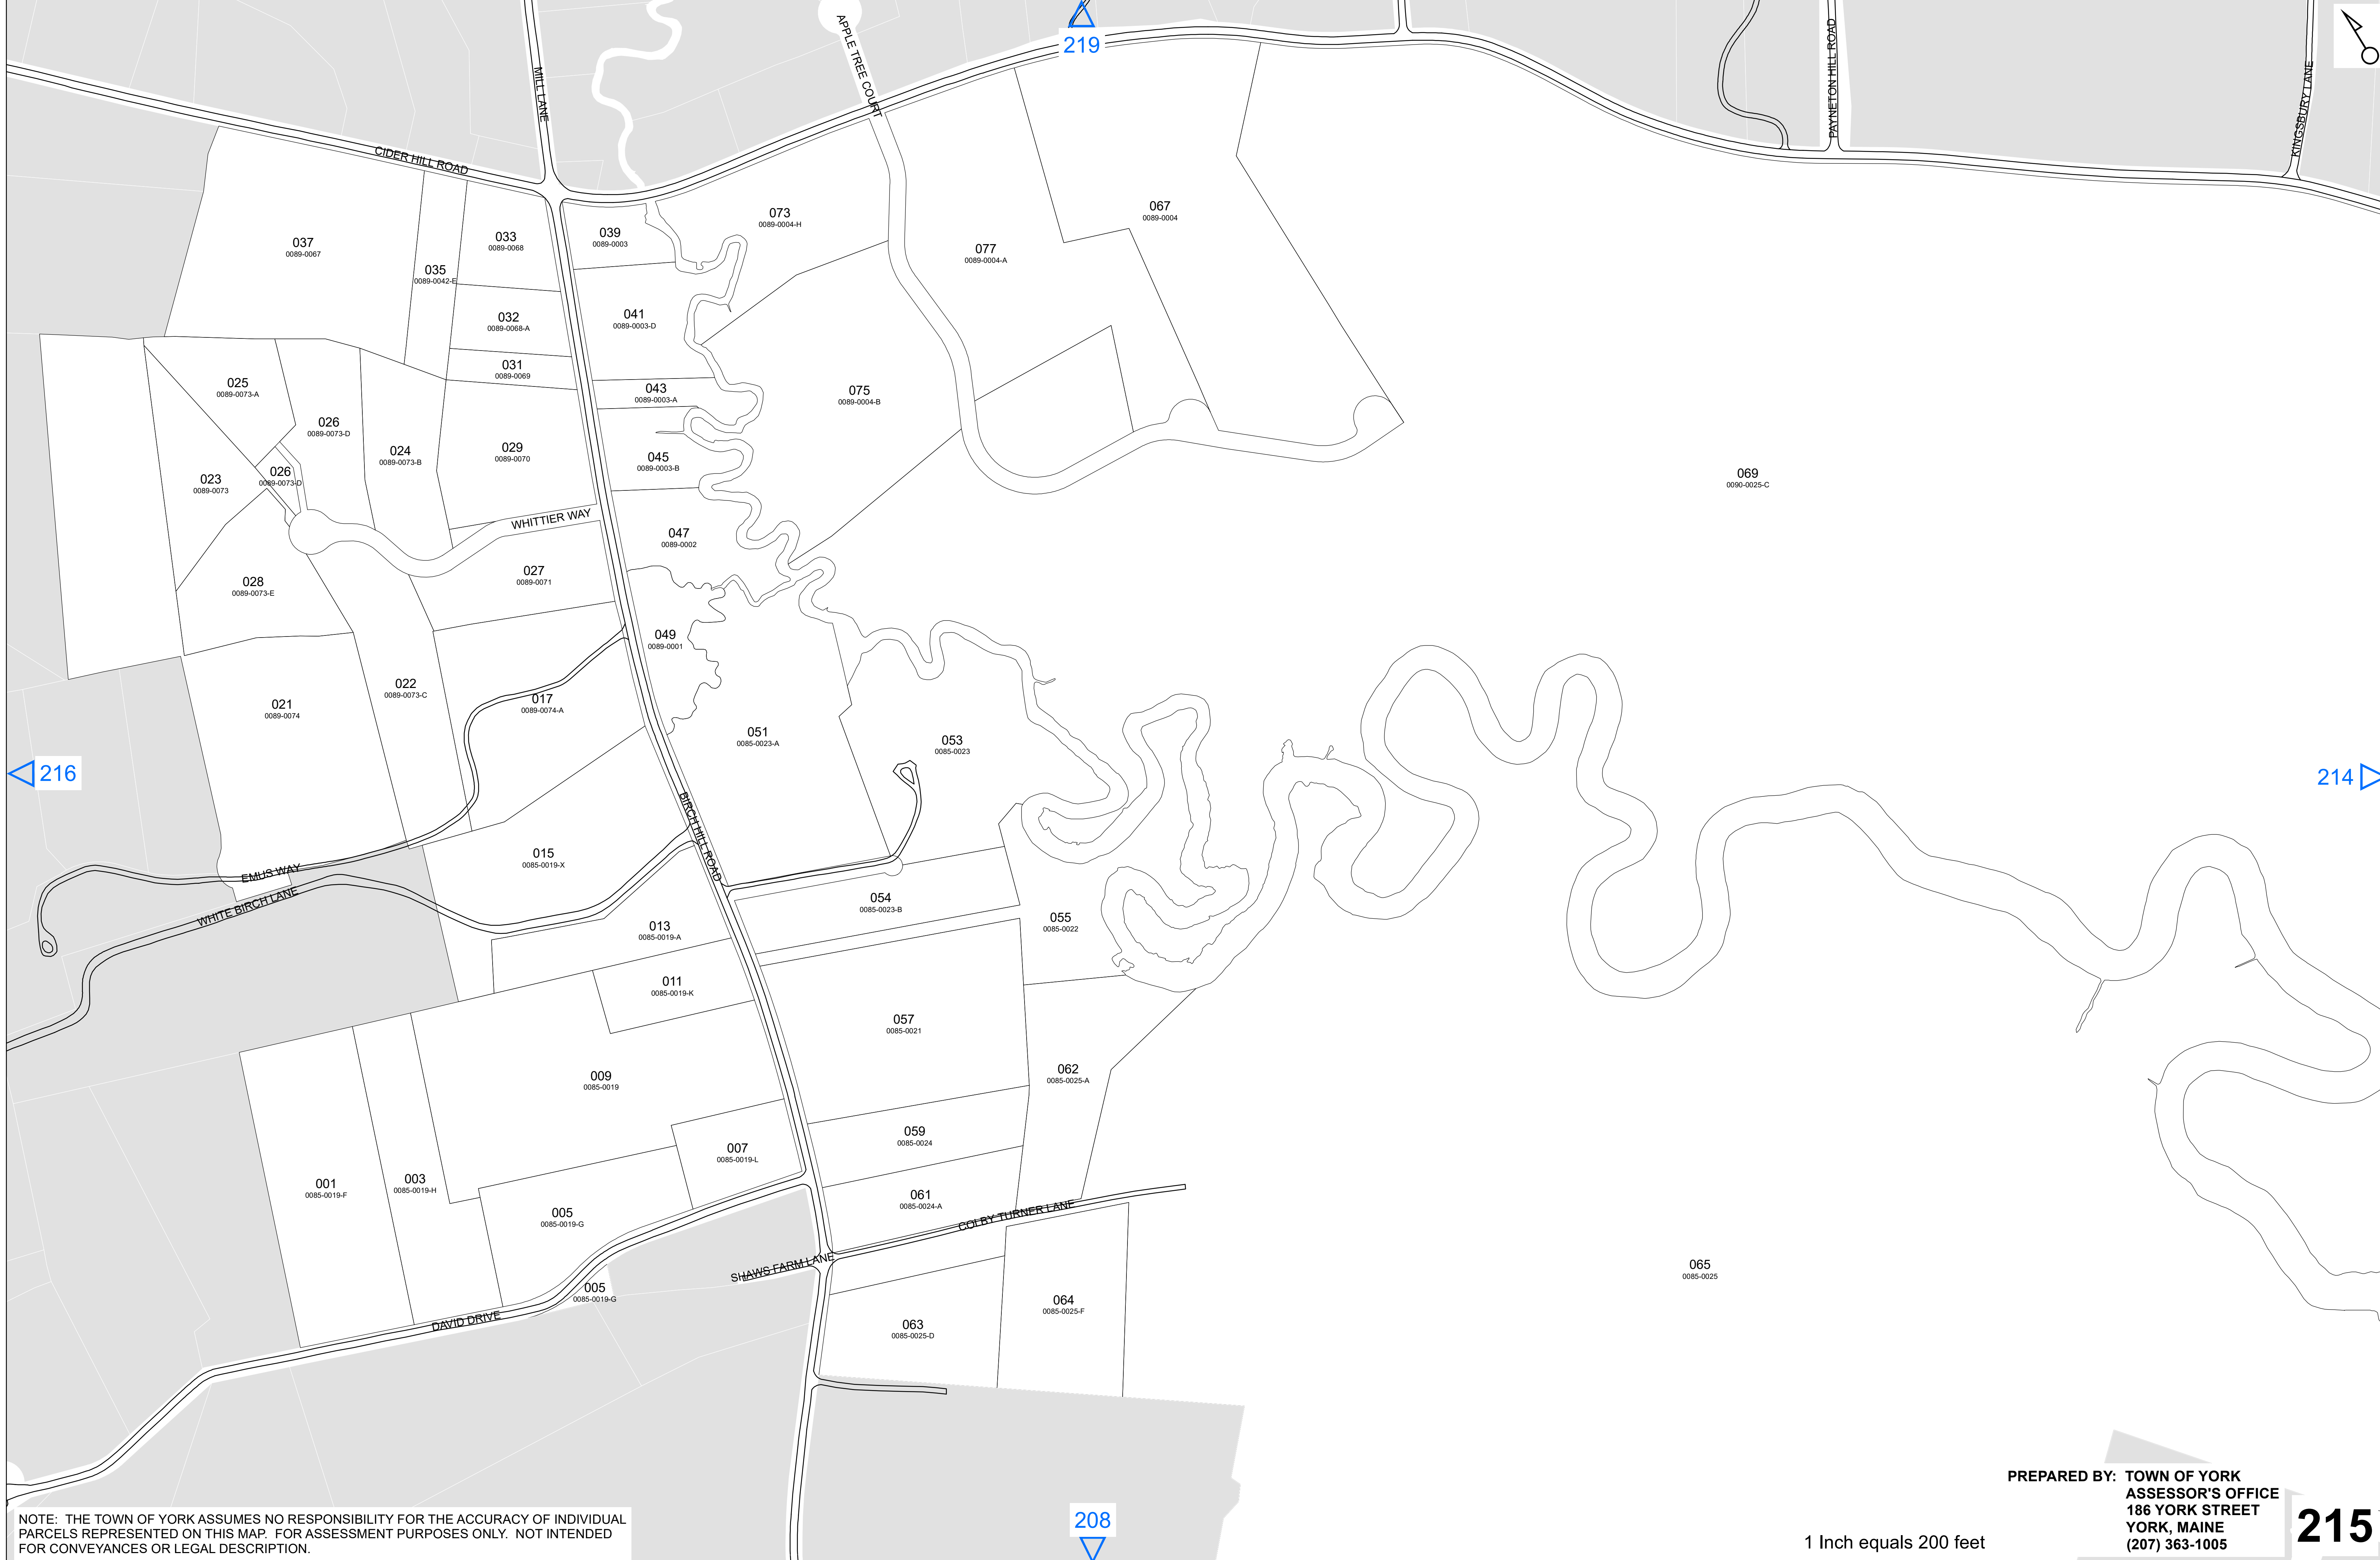 219
APPLE TREE COURT
MILL LANE
PAYNETON HILL ROAD
KINGSBURY LANE
CIDER HILL ROAD
037
0089-0067
035
0089-0042-E
033
0089-0068
032
0089-0068-A
031
0089-0069
039
0089-0003
041
0089-0003-D
043
0089-0003-A
045
0089-0003-B
073
0089-0004-H
075
0089-0004-B
077
0089-0004-A
067
0089-0004
069
0090-0025-C
025
0089-0073-A
026
0089-0073-D
026
0089-0073-D
024
0089-0073-B
029
0089-0070
023
0089-0073
WHITTIER WAY
047
0089-0002
028
0089-0073-E
027
0089-0071
049
0089-0001
021
0089-0074
022
0089-0073-C
017
0089-0074-A
051
0085-0023-A
053
0085-0023
216
214
BIRCH HILL ROAD
015
0085-0019-X
EMUS WAY
WHITE BIRCH LANE
054
0085-0023-B
055
0085-0022
013
0085-0019-A
011
0085-0019-K
057
0085-0021
062
0085-0025-A
009
0085-0019
059
0085-0024
007
0085-0019-L
001
0085-0019-F
003
0085-0019-H
061
0085-0024-A
005
0085-0019-G
COLBY TURNER LANE
SHAWS FARM LANE
005
0085-0019-G
DAVID DRIVE
065
0085-0025
064
0085-0025-F
063
0085-0025-D
208
NOTE: THE TOWN OF YORK ASSUMES NO RESPONSIBILITY FOR THE ACCURACY OF INDIVIDUAL
PARCELS REPRESENTED ON THIS MAP. FOR ASSESSMENT PURPOSES ONLY. NOT INTENDED
FOR CONVEYANCES OR LEGAL DESCRIPTION.
1 Inch equals 200 feet
PREPARED BY: TOWN OF YORK
ASSESSOR'S OFFICE
186 YORK STREET
YORK, MAINE
(207) 363-1005
215